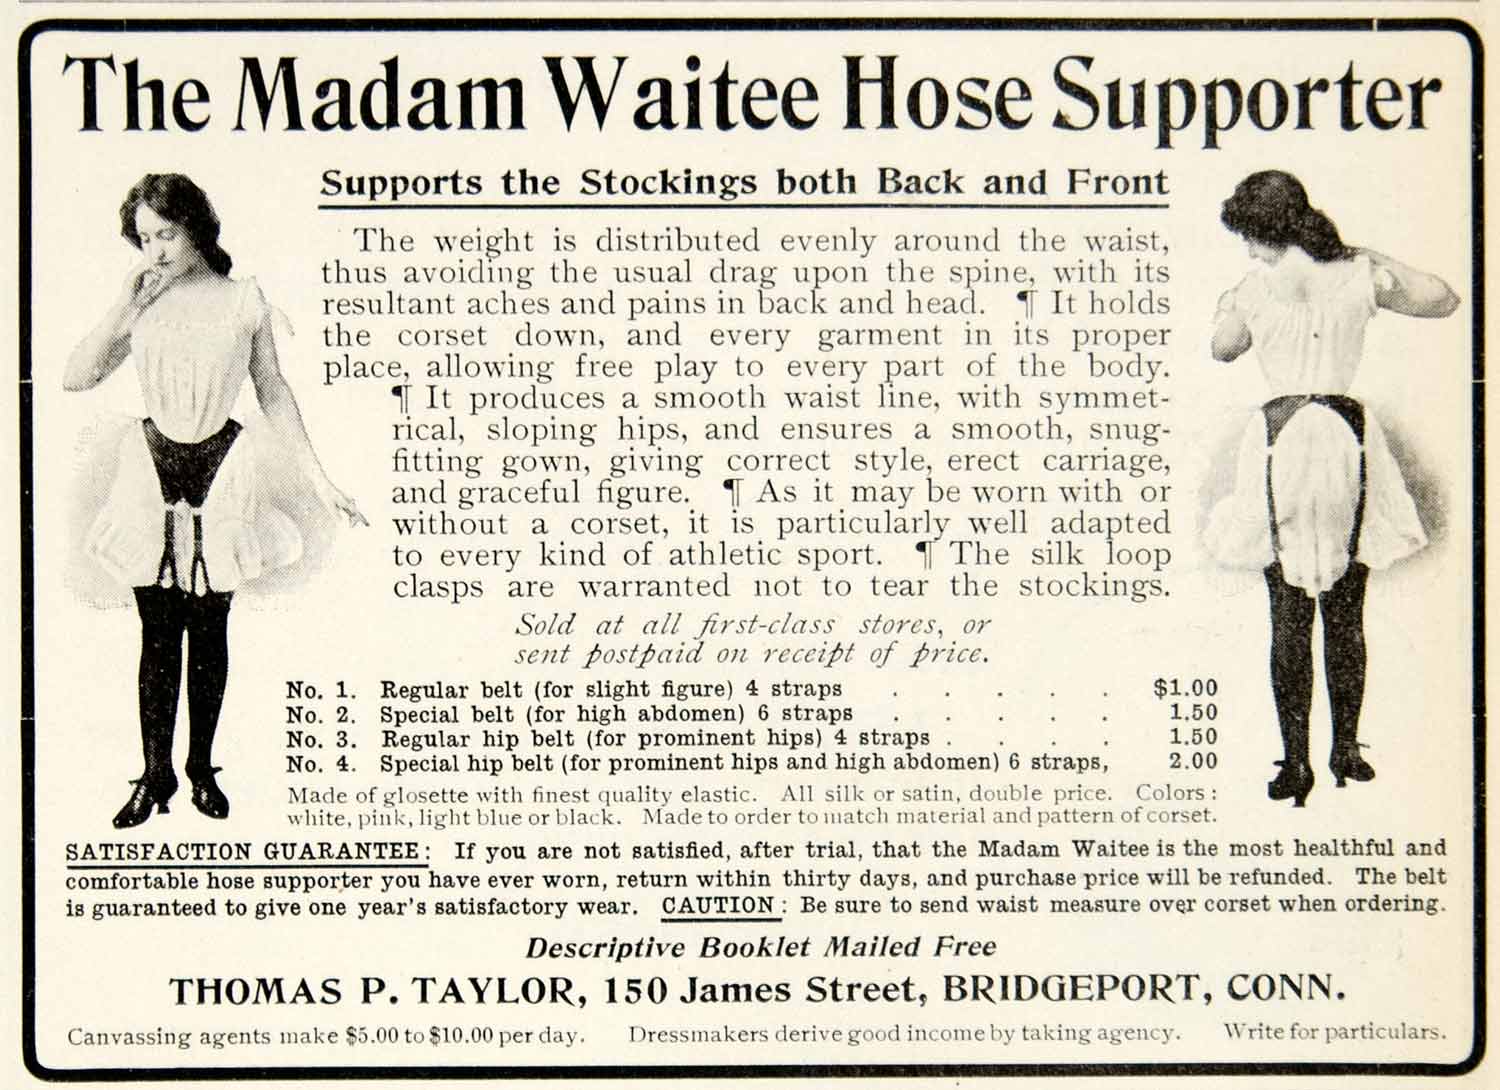 The Madam Waitee Hose Supporter
Supports the Stockings both Back and Front
The weight is distributed evenly around the waist,
thus avoiding the usual drag upon the spine, with its
resultant aches and pains in back and head. ¶ It holds
the corset down, and every garment in its proper
place, allowing free play to every part of the body.
¶ It produces a smooth waist line, with symmet-
rical, sloping hips, and ensures a smooth, snug-
fitting gown, giving correct style, erect carriage,
and graceful figure. ¶ As it may be worn with or
without a corset, it is particularly well adapted
to every kind of athletic sport. ¶ The silk loop
clasps are warranted not to tear the stockings.
Sold at all first-class stores, or
sent postpaid on receipt of price.
No. 1. Regular belt (for slight figure) 4 straps . . . . . $1.00
No. 2. Special belt (for high abdomen) 6 straps . . . . . 1.50
No. 3. Regular hip belt (for prominent hips) 4 straps . . . . 1.50
No. 4. Special hip belt (for prominent hips and high abdomen) 6 straps, 2.00
Made of glosette with finest quality elastic. All silk or satin, double price. Colors:
white, pink, light blue or black. Made to order to match material and pattern of corset.
SATISFACTION GUARANTEE: If you are not satisfied, after trial, that the Madam Waitee is the most healthful and
comfortable hose supporter you have ever worn, return within thirty days, and purchase price will be refunded. The belt
is guaranteed to give one year's satisfactory wear. CAUTION: Be sure to send waist measure over corset when ordering.
Descriptive Booklet Mailed Free
THOMAS P. TAYLOR, 150 James Street, BRIDGEPORT, CONN.
Canvassing agents make $5.00 to $10.00 per day. Dressmakers derive good income by taking agency. Write for particulars.